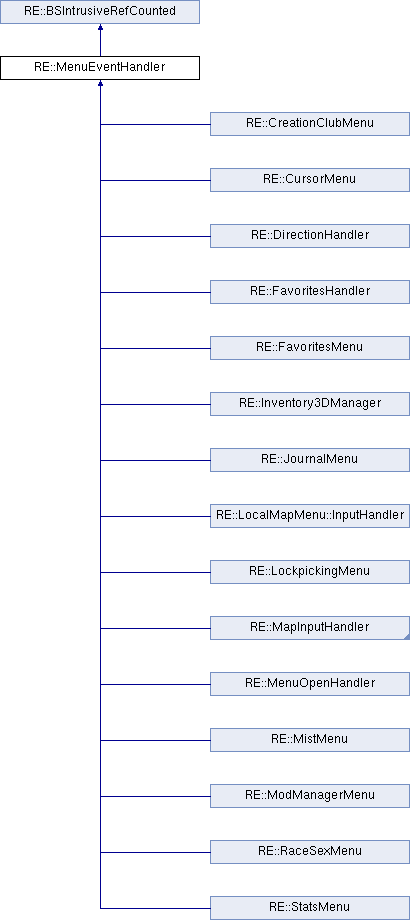 RE::BSIntrusiveRefCounted
RE::MenuEventHandler
RE::CreationClubMenu
RE::CursorMenu
RE::DirectionHandler
RE::FavoritesHandler
RE::FavoritesMenu
RE::Inventory3DManager
RE::JournalMenu
RE::LocalMapMenu::InputHandler
RE::LockpickingMenu
RE::MapInputHandler
RE::MenuOpenHandler
RE::MistMenu
RE::ModManagerMenu
RE::RaceSexMenu
RE::StatsMenu